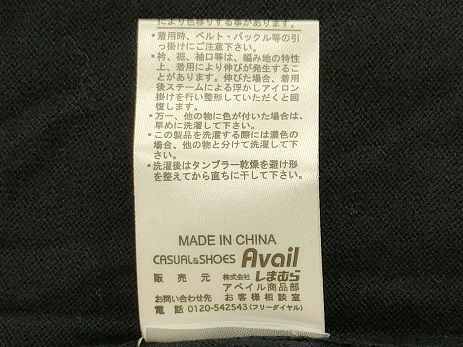 により色移りする事があります。
*着用時、ベルト・バックル等の引
っ掛けにご注意下さい。
*衿、裾、袖口等は、編み地の特性
上、着用により伸びが発生するこ
とがあります。伸びた場合、着用
後スチームによる浮かしアイロン
掛けを行い整形していただくと回
復します。
*万一、他の物に色が付いた場合は、
早めに洗濯して下さい。
*この製品を洗濯する際には濃色の
場合、他の物と分けて洗濯して下
さい。
*洗濯後はタンブラー乾燥を避け形
を整えてから直ちに干して下さい。
MADE IN CHINA
CASUAL&SHOES Avail
販売元 株式会社しまむら
アベイル商品部
お問い合わせ先 お客様相談室
電話 0120-542543(フリーダイヤル)